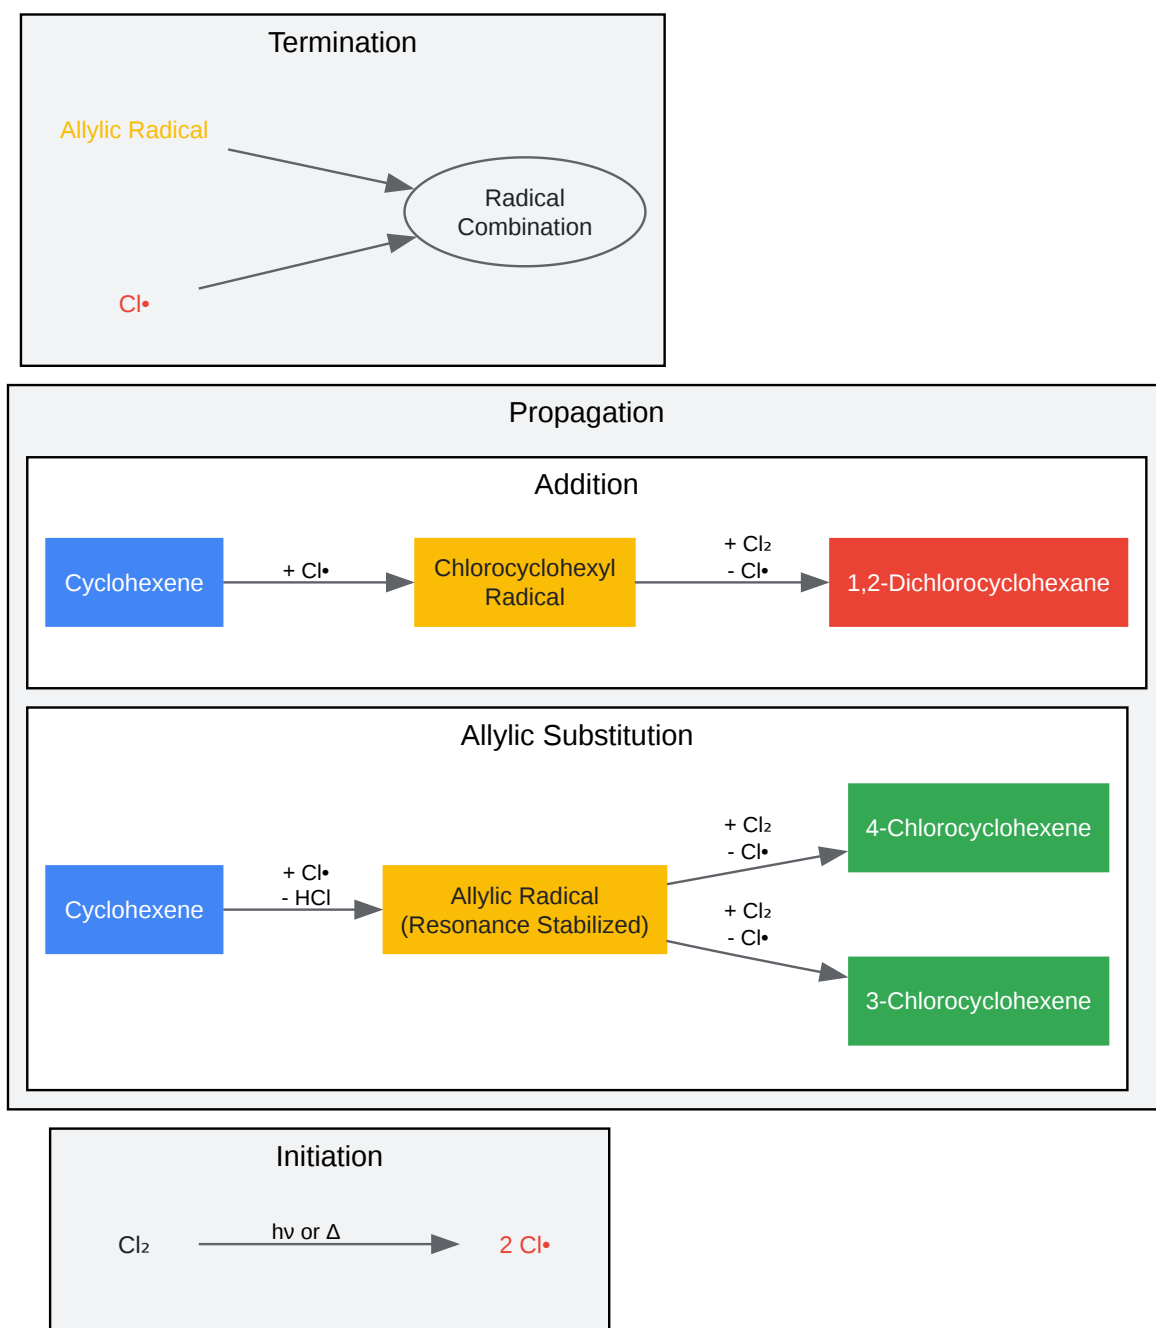 Termination
Allylic Radical
Radical
Combination
Cl•
Propagation
Addition
Cyclohexene
+ Cl•
Chlorocyclohexyl
Radical
+ Cl₂
- Cl•
1,2-Dichlorocyclohexane
Allylic Substitution
Cyclohexene
+ Cl•
- HCl
Allylic Radical
(Resonance Stabilized)
+ Cl₂
- Cl•
4-Chlorocyclohexene
+ Cl₂
- Cl•
3-Chlorocyclohexene
Initiation
Cl₂
hν or Δ
2 Cl•